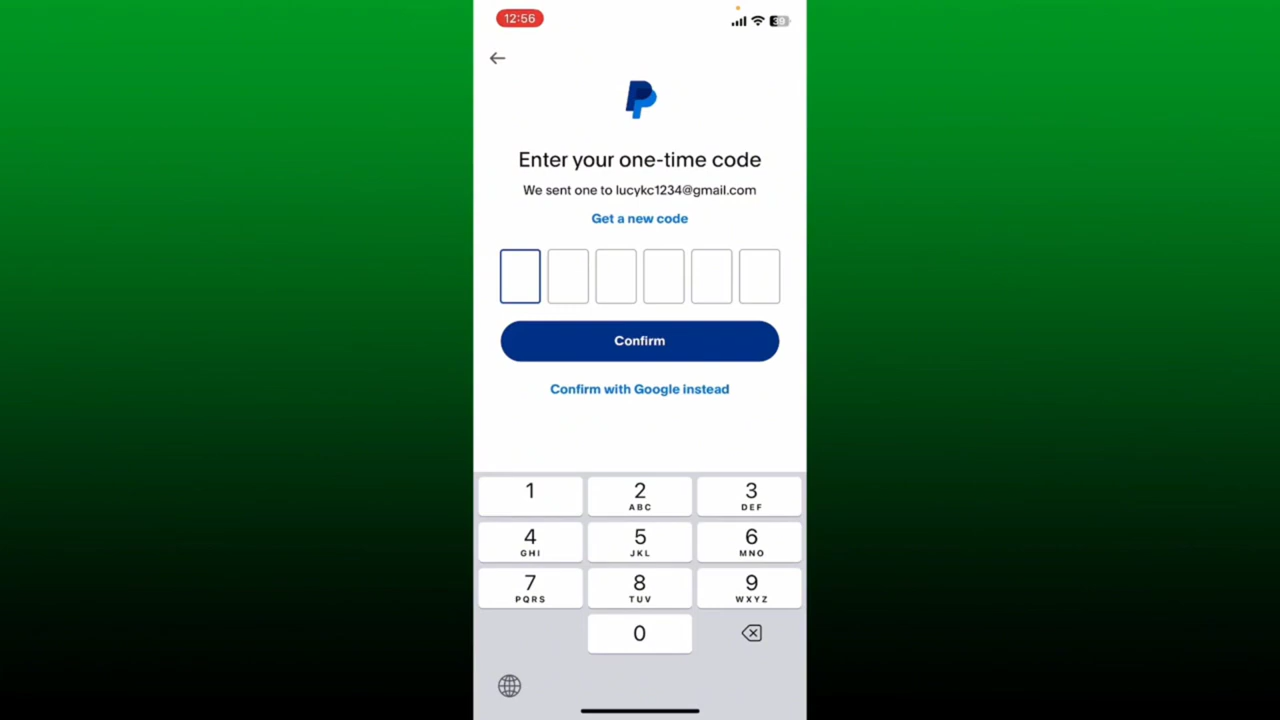 12:56
39
Enter your one-time code
We sent one to lucykc1234@gmail.com
Get a new code
Confirm
Confirm with Google instead
1 2 3
ABC DEF
4 5 6
GHI JKL MNO
7 8 9
PQRS TUV WXYZ
0